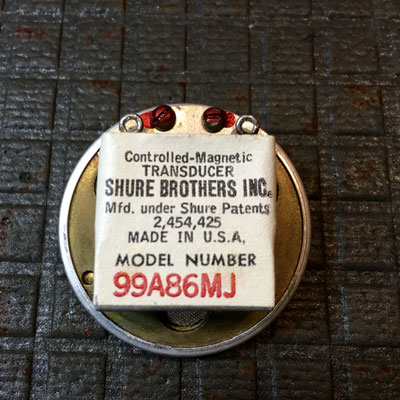 Controlled-Magnetic
TRANSDUCER
SHURE BROTHERS INC.
Mfd. under Shure Patents
2,454,425
MADE IN U.S.A.
MODEL NUMBER
99A86MJ